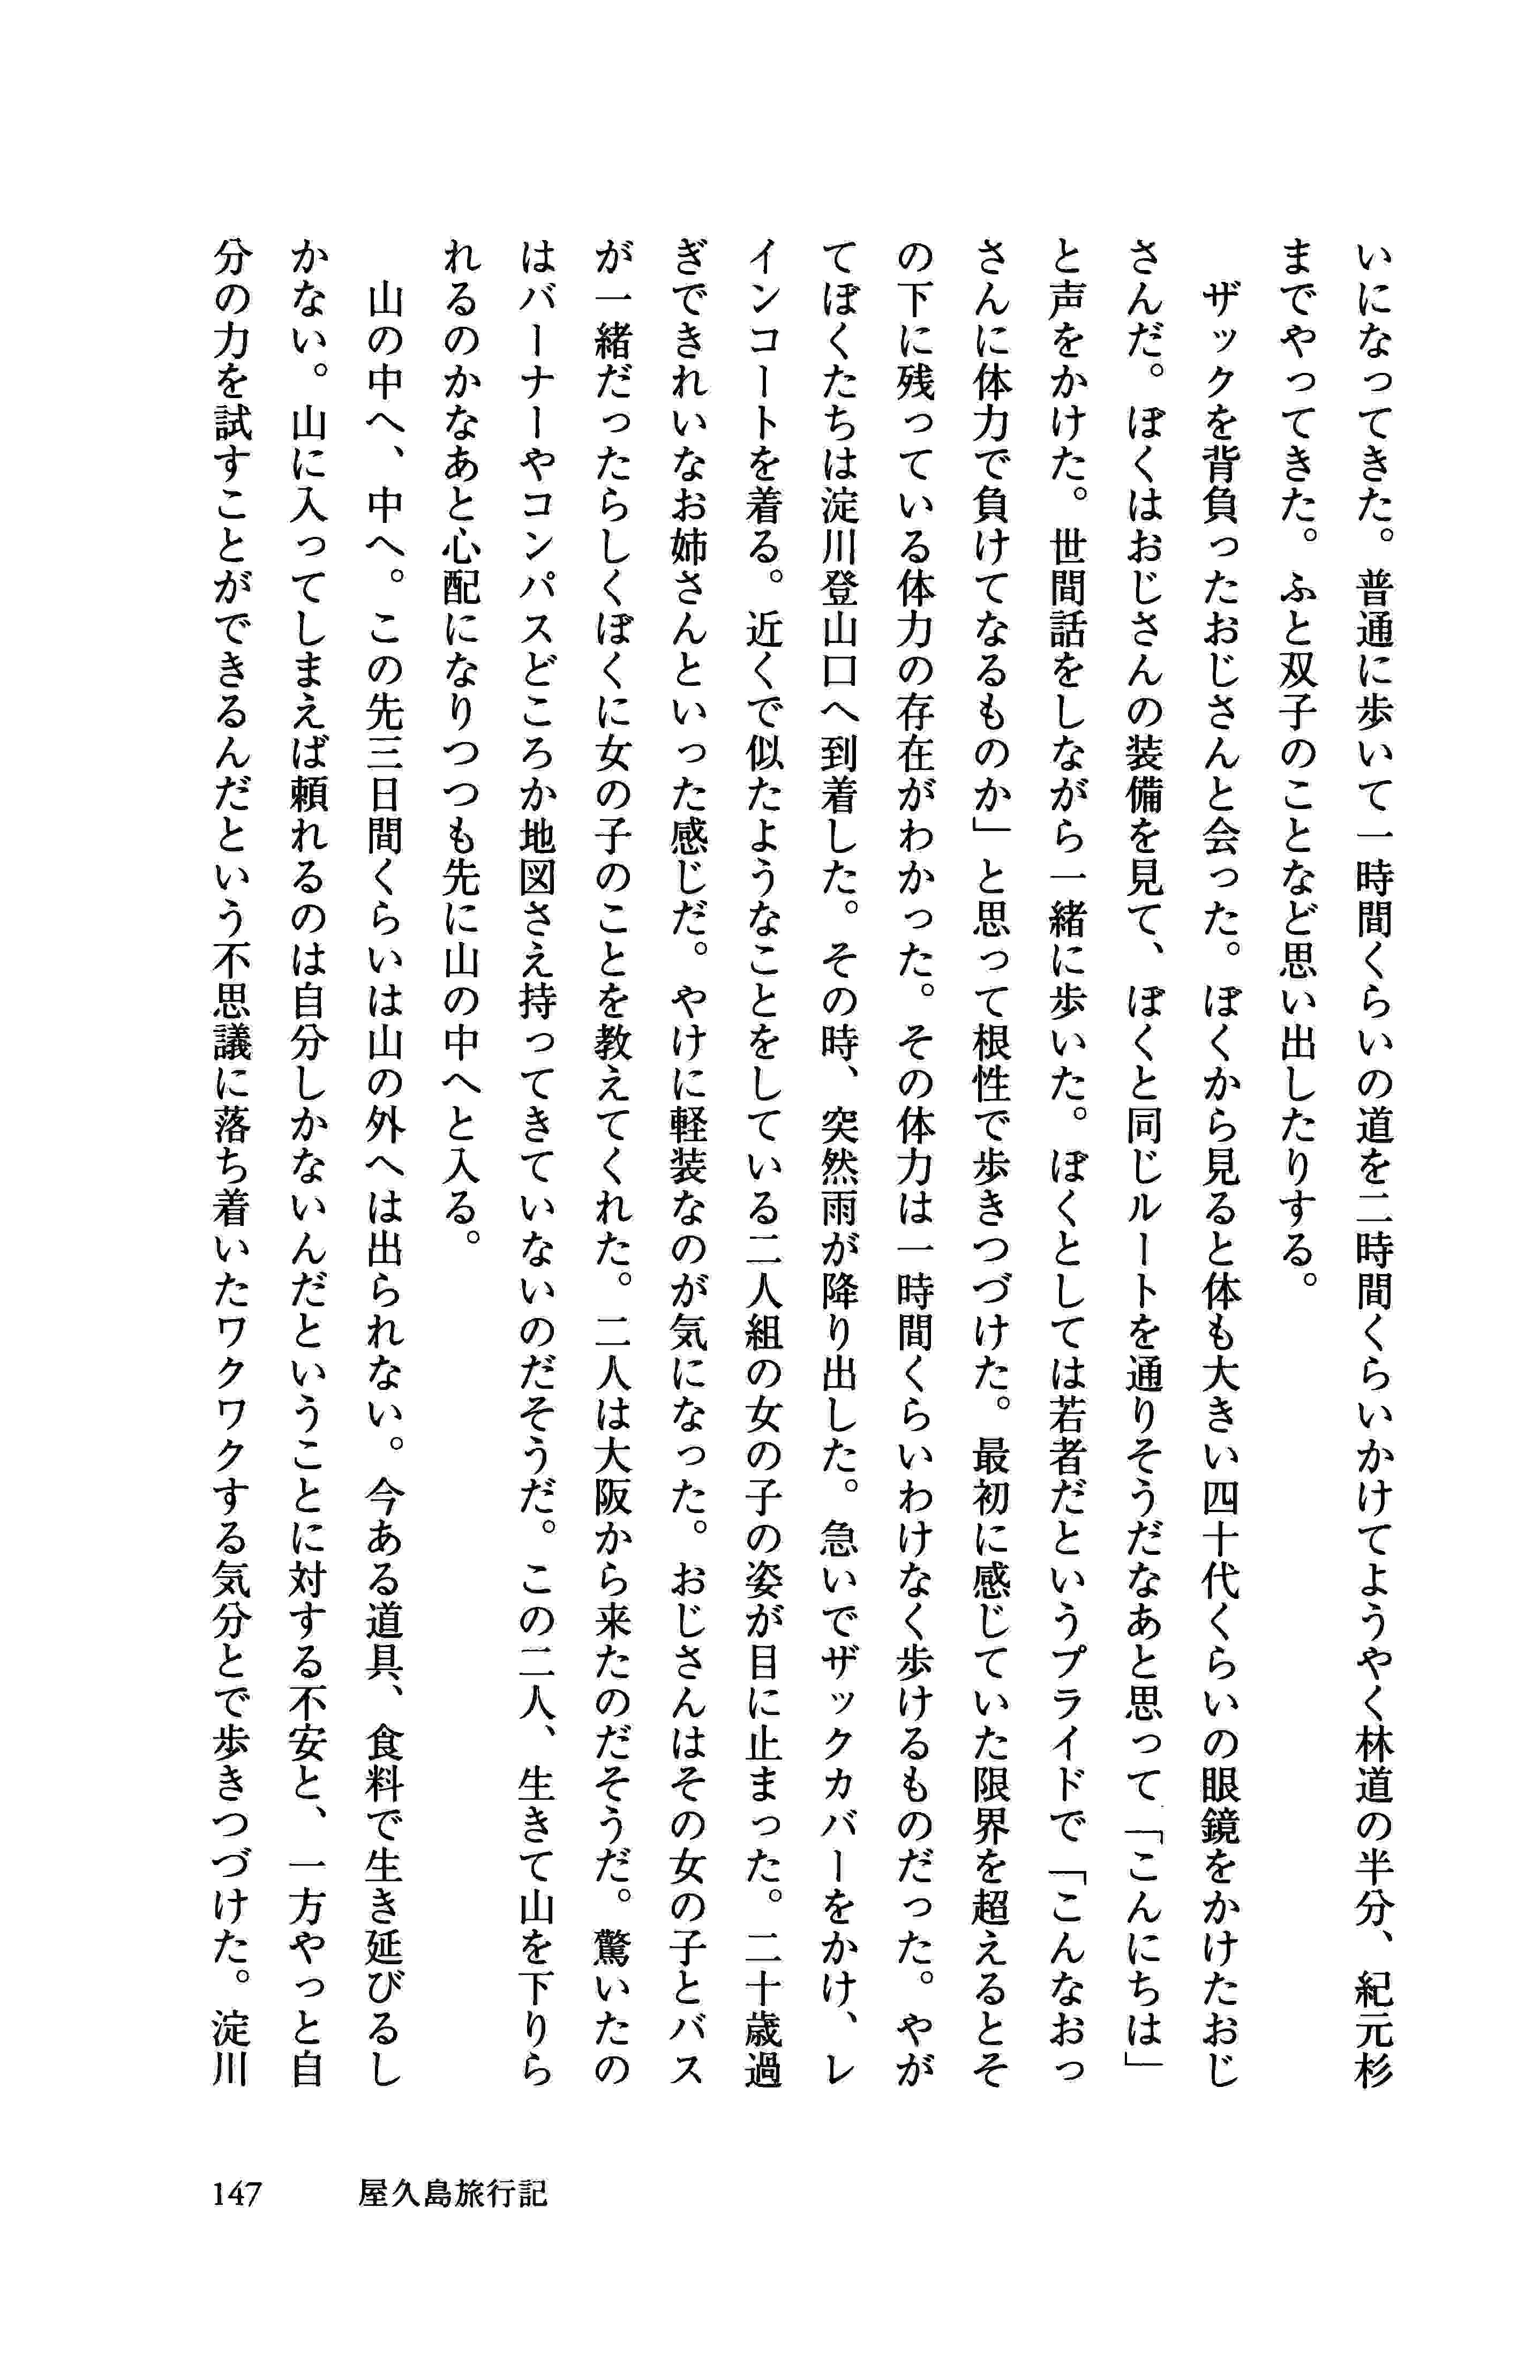 いになってきた。普通に歩いて一時間くらいの道を二時間くらいかけてようやく林道の半分、紀元杉
までやってきた。ふと双子のことなど思い出したりする。
　ザックを背負ったおじさんと会った。ぼくから見ると体も大きい四十代くらいの眼鏡をかけたおじ
さんだ。ぼくはおじさんの装備を見て、ぼくと同じルートを通りそうだなあと思って「こんにちは」
と声をかけた。世間話をしながら一緒に歩いた。ぼくとしては若者だというプライドで「こんなおっ
さんに体力で負けてなるものか」と思って根性で歩きつづけた。最初に感じていた限界を超えるとそ
の下に残っている体力の存在がわかった。その体力は一時間くらいわけなく歩けるものだった。やが
てぼくたちは淀川登山口へ到着した。その時、突然雨が降り出した。急いでザックカバーをかけ、レ
インコートを着る。近くで似たようなことをしている二人組の女の子の姿が目に止まった。二十歳過
ぎできれいなお姉さんといった感じだ。やけに軽装なのが気になった。おじさんはその女の子とバス
が一緒だったらしくぼくに女の子のことを教えてくれた。二人は大阪から来たのだそうだ。驚いたの
はバーナーやコンパスどころか地図さえ持ってきていないのだそうだ。この二人、生きて山を下りら
れるのかなあと心配になりつつも先に山の中へと入る。
　山の中へ、中へ。この先三日間くらいは山の外へは出られない。今ある道具、食料で生き延びるし
かない。山に入ってしまえば頼れるのは自分しかないんだということに対する不安と、一方やっと自
分の力を試すことができるんだという不思議に落ち着いたワクワクする気分とで歩きつづけた。淀川
147 屋久島旅行記